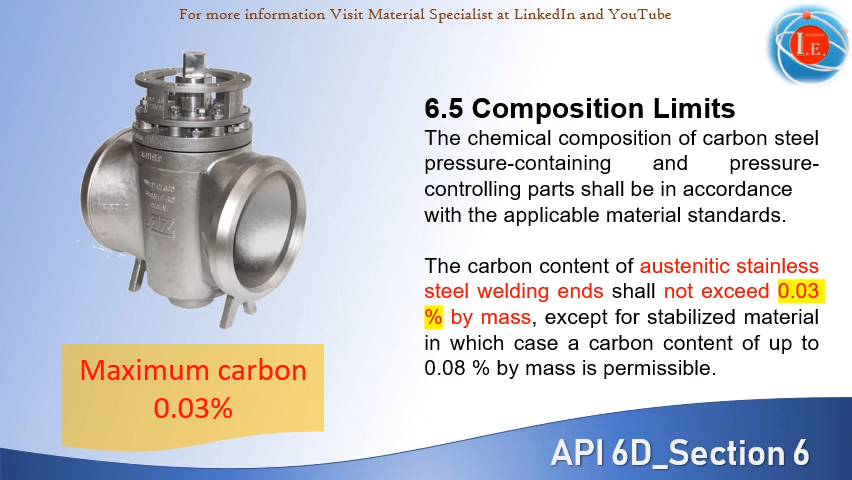 For more information Visit Material Specialist at LinkedIn and YouTube
I.E.
6.5 Composition Limits
The chemical composition of carbon steel
pressure-containing and pressure-
controlling parts shall be in accordance
with the applicable material standards.
The carbon content of austenitic stainless
steel welding ends shall not exceed 0.03
% by mass, except for stabilized material
in which case a carbon content of up to
0.08 % by mass is permissible.
Maximum carbon
0.03%
API 6D_Section 6